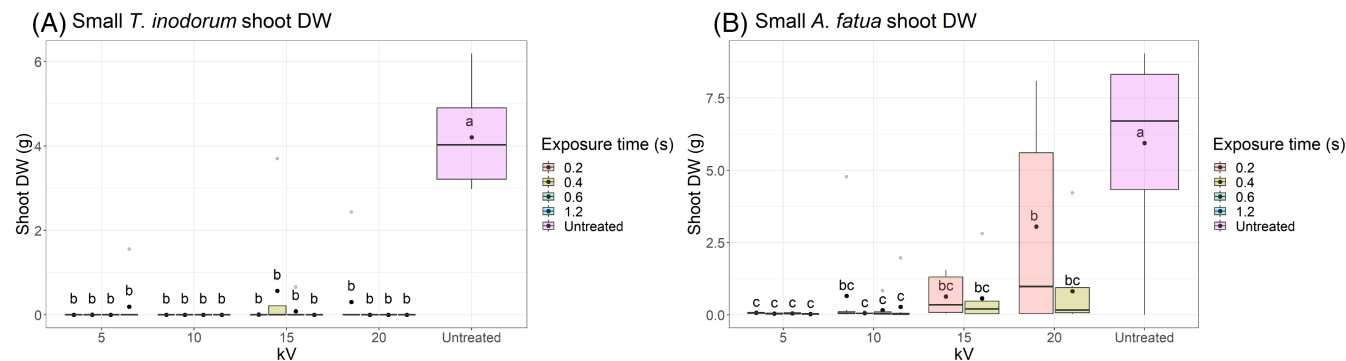 (A) Small T. inodorum shoot DW
Shoot DW (g)
6
4
2
0
a
b b b b
b b b b
b b b b
b b b b
5 10 15 20 Untreated
kV
Exposure time (s)
0.2
0.4
0.6
1.2
Untreated
(B) Small A. fatua shoot DW
Shoot DW (g)
7.5
5.0
2.5
0.0
a
b
c c c c
bc c c c
bc bc
bc
5 10 15 20 Untreated
kV
Exposure time (s)
0.2
0.4
0.6
1.2
Untreated